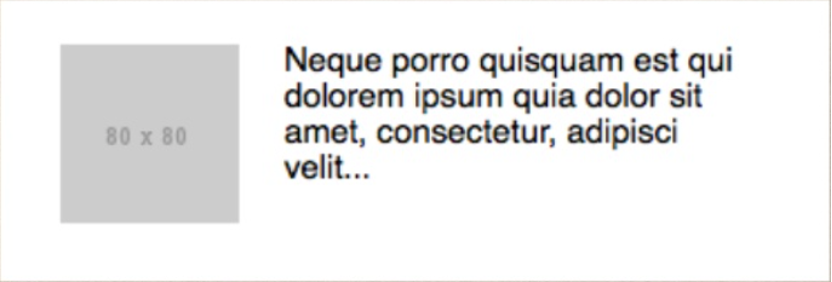 80 x 80
Neque porro quisquam est qui
dolorem ipsum quia dolor sit
amet, consectetur, adipisci
velit...